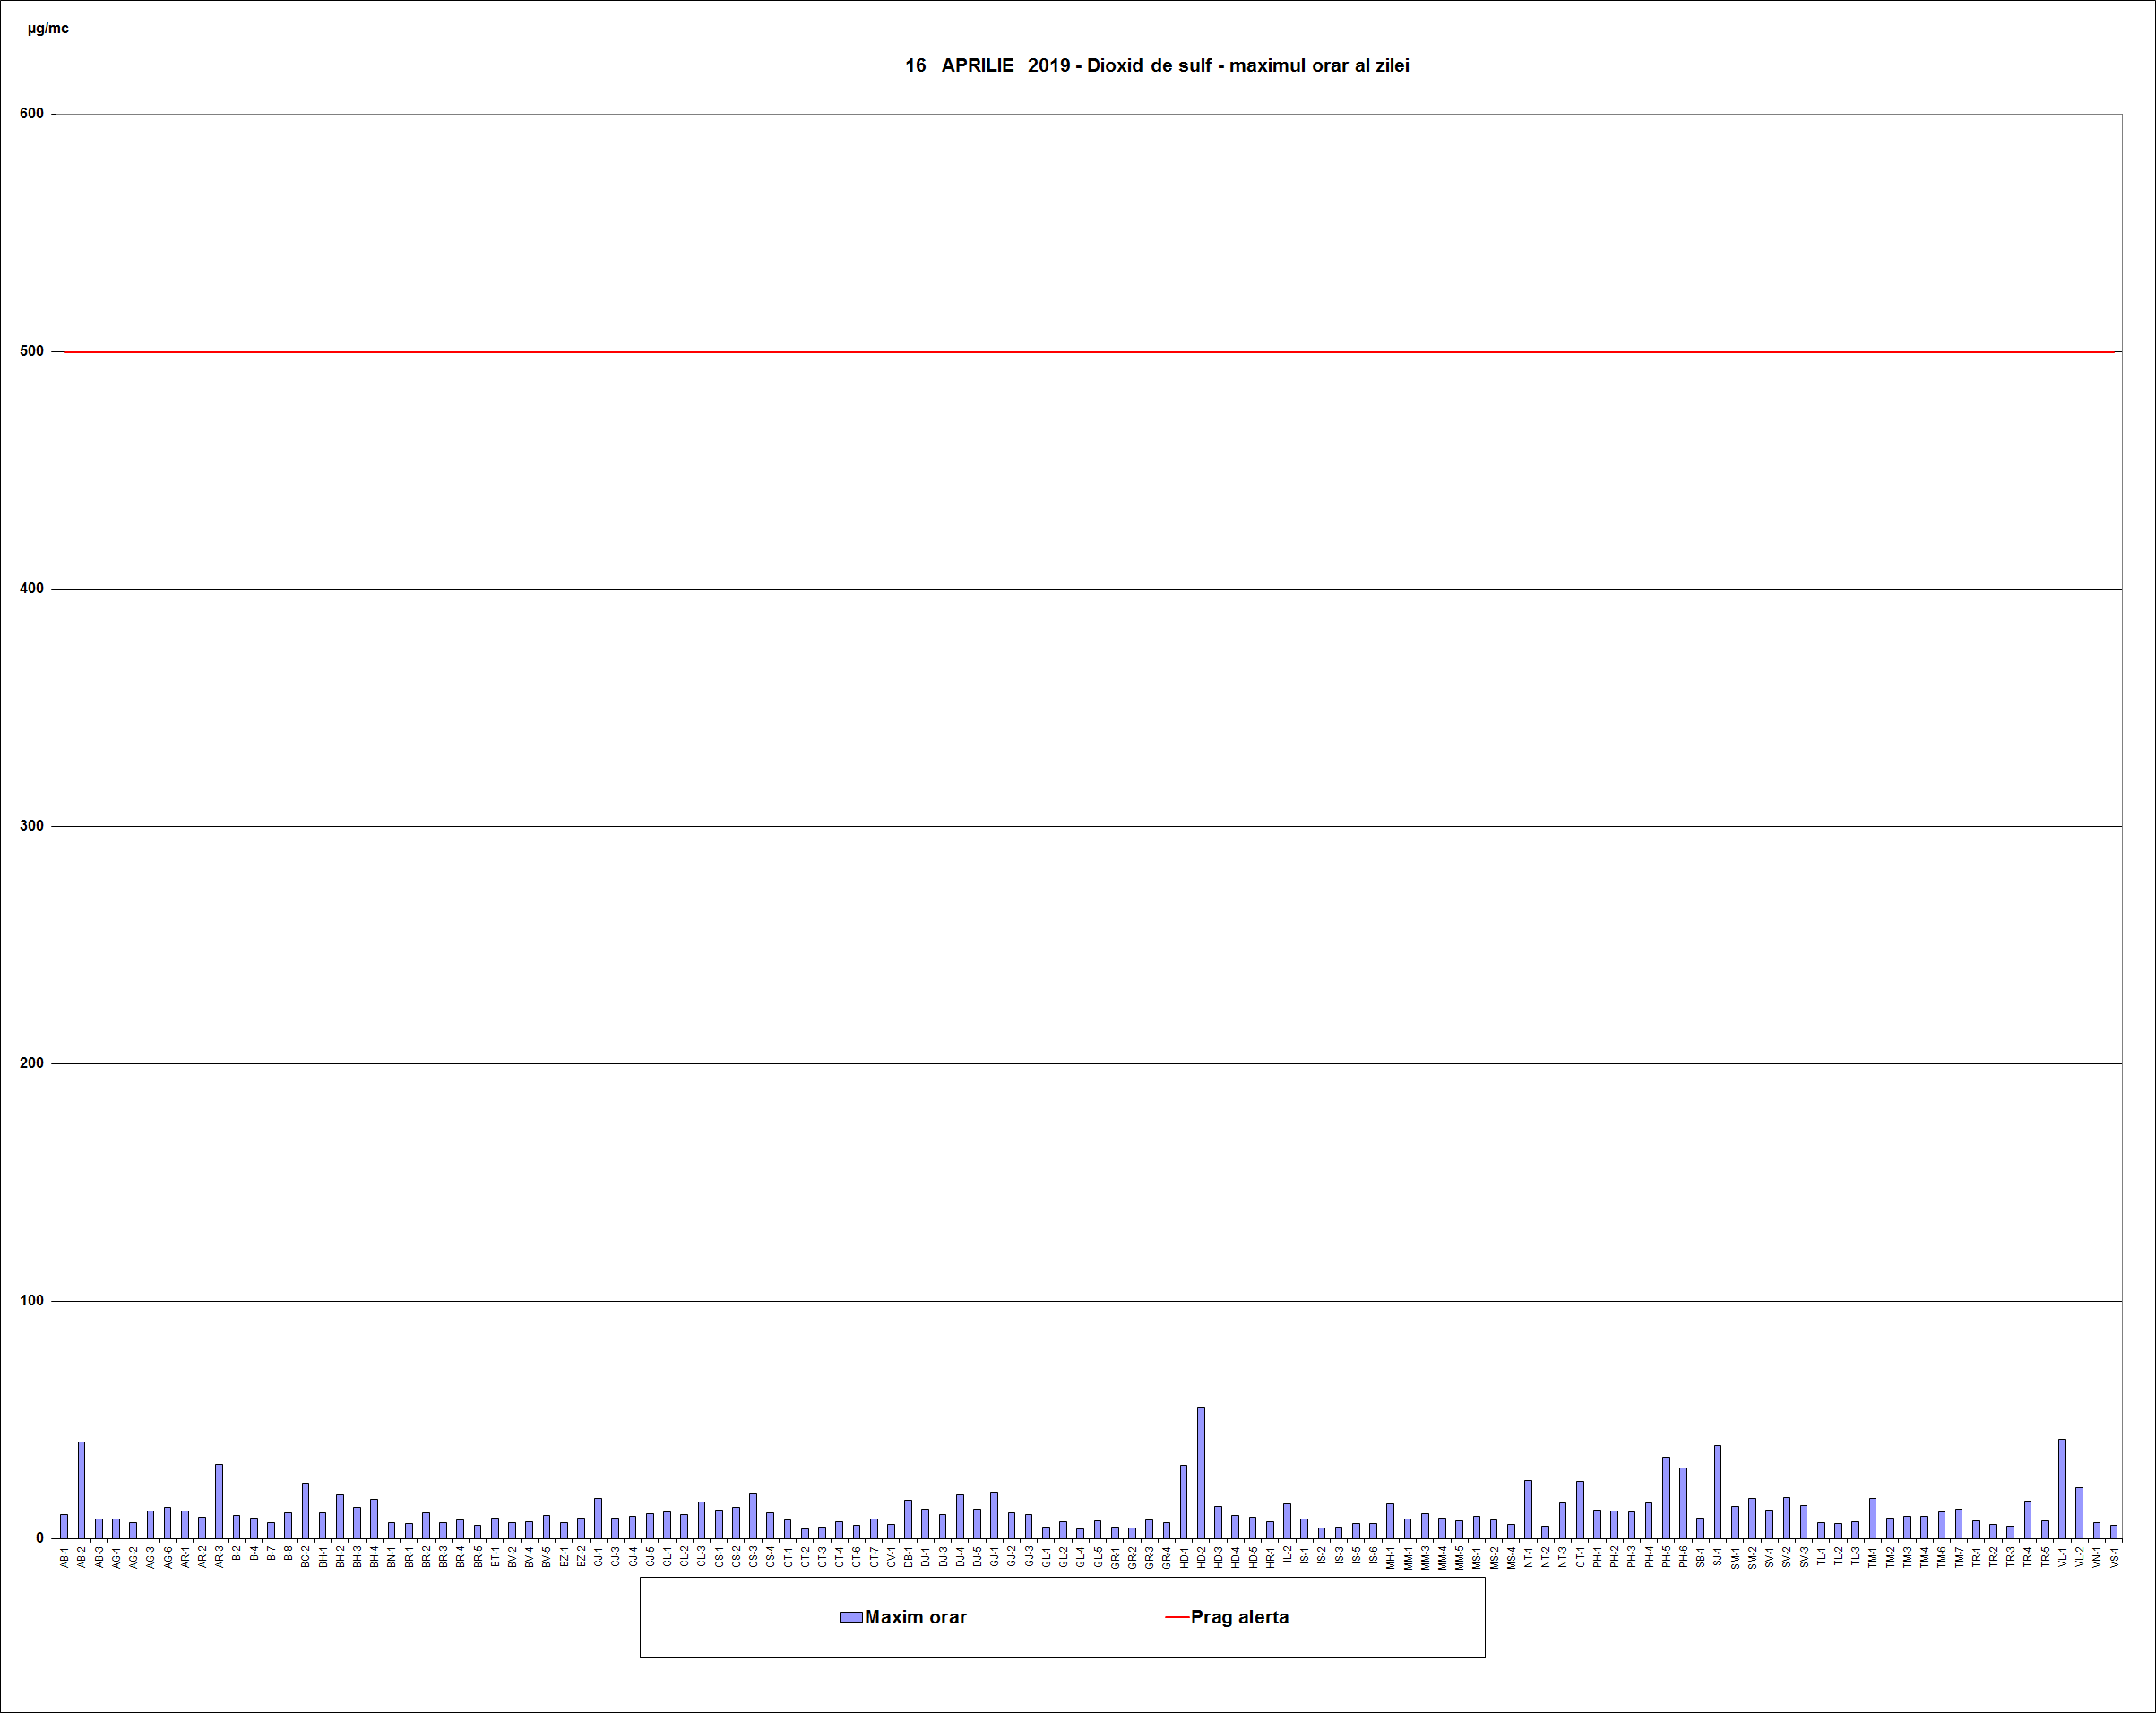 µg/mc
16 APRILIE 2019 - Dioxid de sulf - maximul orar al zilei
600
500
400
300
200
100
0
AB-1 AB-2 AB-3 AG-1 AG-2 AG-3 AG-6 AR-1 AR-2 AR-3 B-2 B-4 B-7 B-8 BC-2 BH-1 BH-2 BH-3 BH-4 BN-1 BR-1 BR-2 BR-3 BR-4 BR-5 BT-1 BV-2 BV-4 BV-5 BZ-1 BZ-2 CJ-1 CJ-3 CJ-4 CJ-5 CL-1 CL-2 CL-3 CS-1 CS-2 CS-3 CS-4 CT-1 CT-2 CT-3 CT-4 CT-6 CT-7 CV-1 DB-1 DJ-1 DJ-3 DJ-4 DJ-5 GJ-1 GJ-2 GJ-3 GL-1 GL-2 GL-4 GL-5 GR-1 GR-2 GR-3 GR-4 HD-1 HD-2 HD-3 HD-4 HD-5 HR-1 IL-2 IS-1 IS-2 IS-3 IS-5 IS-6 MH-1 MM-1 MM-3 MM-4 MM-5 MS-1 MS-2 MS-4 NT-1 NT-2 NT-3 OT-1 PH-1 PH-2 PH-3 PH-4 PH-5 PH-6 SB-1 SJ-1 SM-1 SM-2 SV-1 SV-2 SV-3 TL-1 TL-2 TL-3 TM-1 TM-2 TM-3 TM-4 TM-6 TM-7 TR-1 TR-2 TR-3 TR-4 TR-5 VL-1 VL-2 VN-1 VS-1
Maxim orar Prag alerta